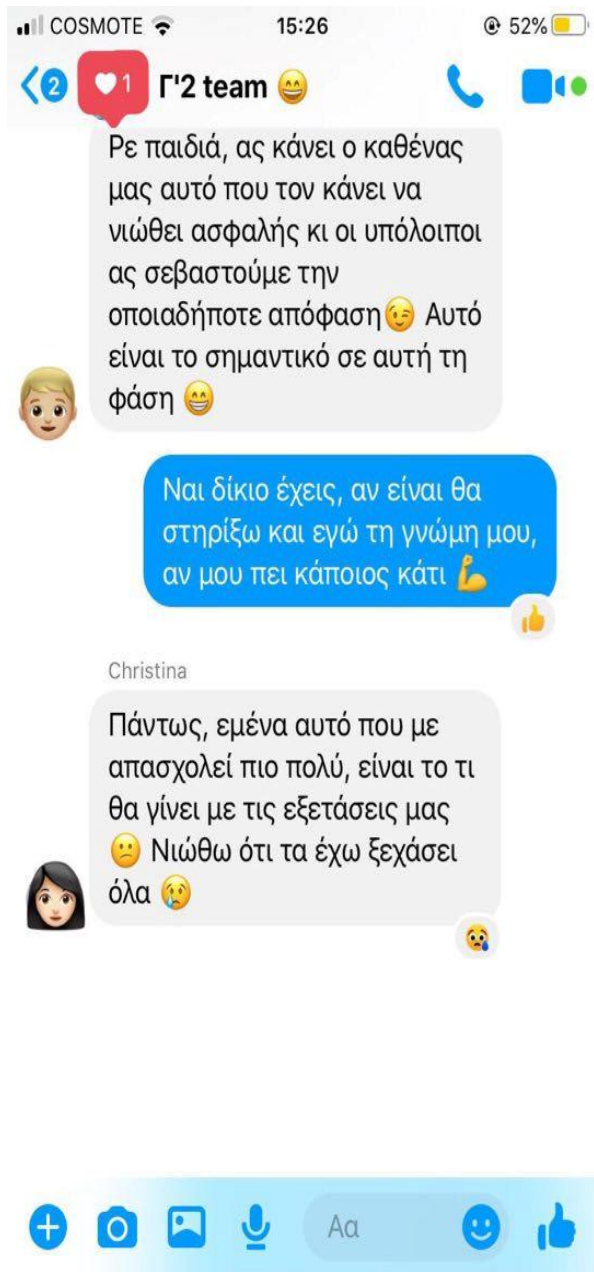 COSMOTE 15:26 52%
2 1 Γ'2 team 😄
Ρε παιδιά, ας κάνει ο καθένας
μας αυτό που τον κάνει να
νιώθει ασφαλής κι οι υπόλοιποι
ας σεβαστούμε την
οποιαδήποτε απόφαση😉 Αυτό
είναι το σημαντικό σε αυτή τη
φάση 😁
Ναι δίκιο έχεις, αν είναι θα
στηρίξω και εγώ τη γνώμη μου,
αν μου πει κάποιος κάτι 💪
Christina
Πάντως, εμένα αυτό που με
απασχολεί πιο πολύ, είναι το τι
θα γίνει με τις εξετάσεις μας
😕 Νιώθω ότι τα έχω ξεχάσει
όλα 😢
Αα